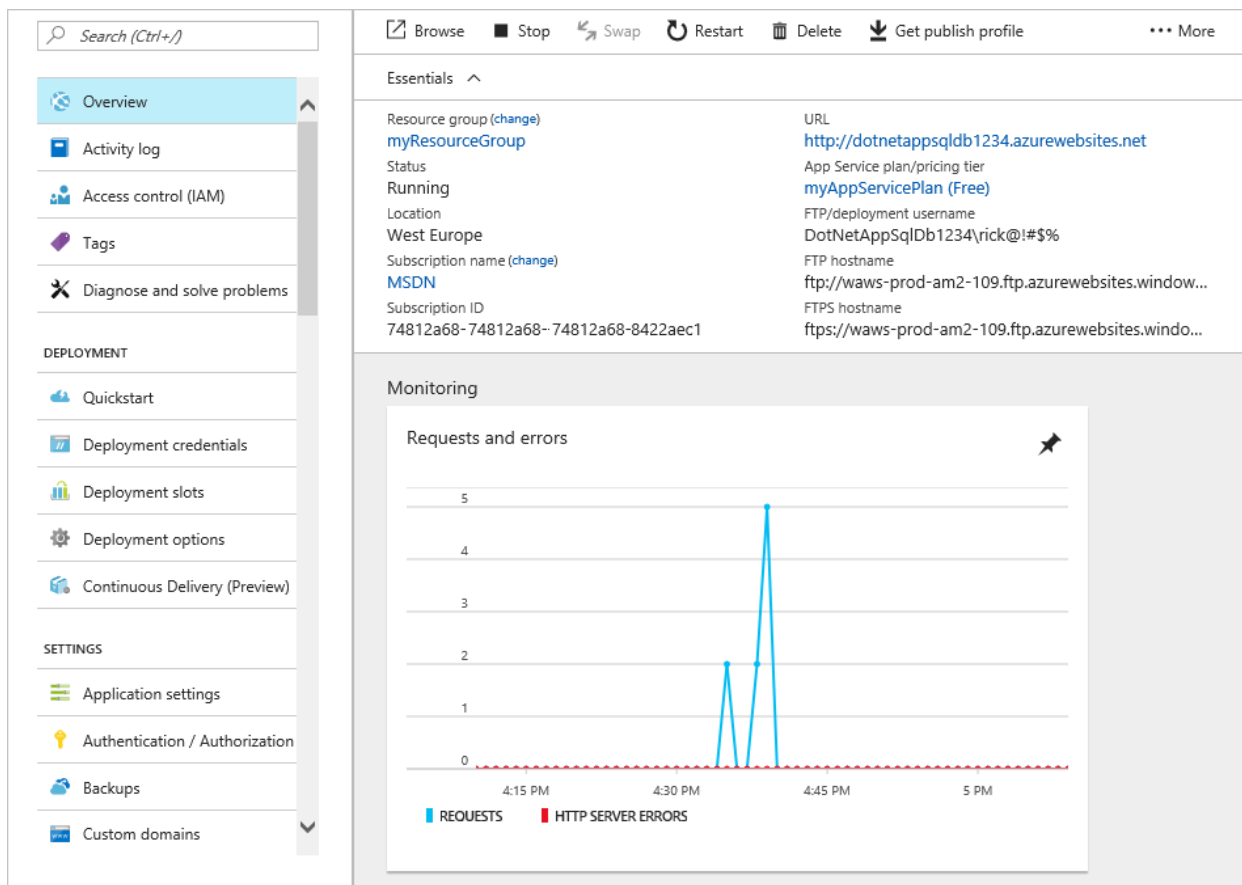 Search (Ctrl+/)
Overview
Activity log
Access control (IAM)
Tags
Diagnose and solve problems
DEPLOYMENT
Quickstart
Deployment credentials
Deployment slots
Deployment options
Continuous Delivery (Preview)
SETTINGS
Application settings
Authentication / Authorization
Backups
Custom domains
Browse Stop Swap Restart Delete Get publish profile ••• More
Essentials
Resource group (change)
myResourceGroup
Status
Running
Location
West Europe
Subscription name (change)
MSDN
Subscription ID
74812a68-74812a68-·74812a68-8422aec1
URL
http://dotnetappsqldb1234.azurewebsites.net
App Service plan/pricing tier
myAppServicePlan (Free)
FTP/deployment username
DotNetAppSqlDb1234\rick@!#$%
FTP hostname
ftp://waws-prod-am2-109.ftp.azurewebsites.window...
FTPS hostname
ftps://waws-prod-am2-109.ftp.azurewebsites.windo...
Monitoring
Requests and errors
5
4
3
2
1
0
4:15 PM 4:30 PM 4:45 PM 5 PM
REQUESTS HTTP SERVER ERRORS